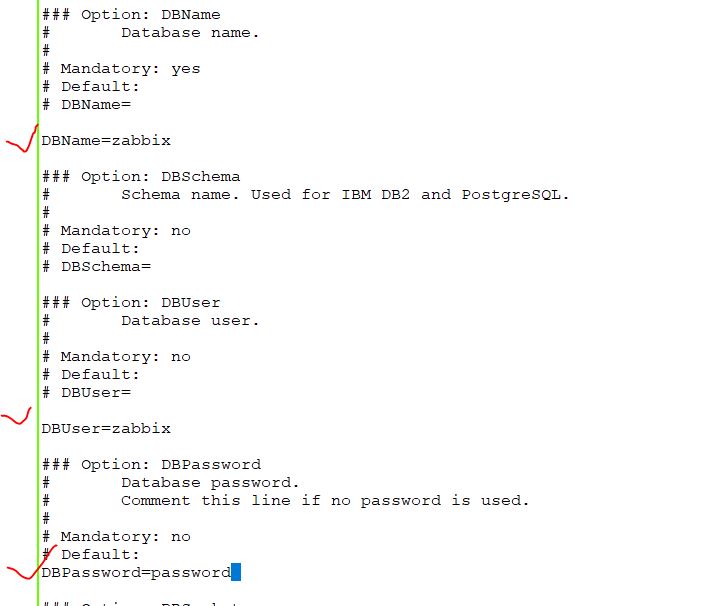 ### Option: DBName
#       Database name.
#
# Mandatory: yes
# Default:
# DBName=
DBName=zabbix
### Option: DBSchema
#       Schema name. Used for IBM DB2 and PostgreSQL.
#
# Mandatory: no
# Default:
# DBSchema=
### Option: DBUser
#       Database user.
#
# Mandatory: no
# Default:
# DBUser=
DBUser=zabbix
### Option: DBPassword
#       Database password.
#       Comment this line if no password is used.
#
# Mandatory: no
# Default:
DBPassword=password